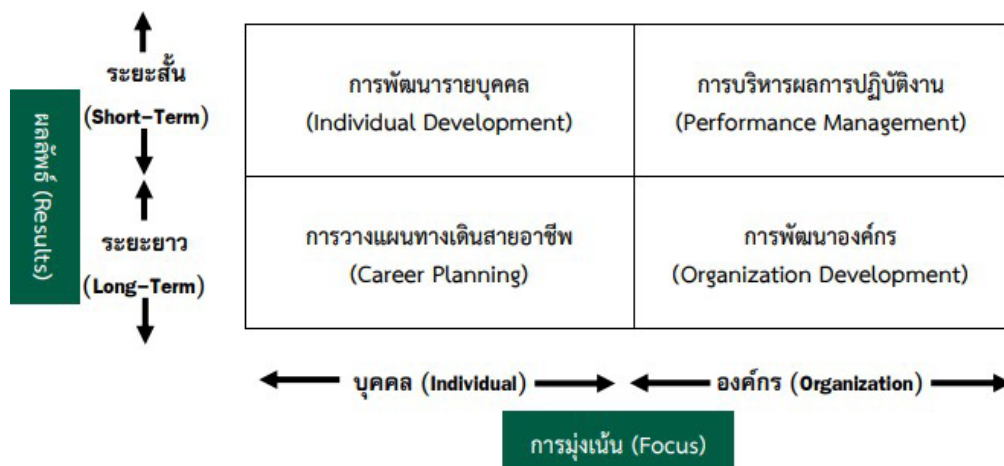 ผลลัพธ์ (Results)
ระยะสั้น
(Short-Term)
ระยะยาว
(Long-Term)
การพัฒนารายบุคคล
(Individual Development)
การบริหารผลการปฏิบัติงาน
(Performance Management)
การวางแผนทางเดินสายอาชีพ
(Career Planning)
การพัฒนาองค์กร
(Organization Development)
บุคคล (Individual)
องค์กร (Organization)
การมุ่งเน้น (Focus)